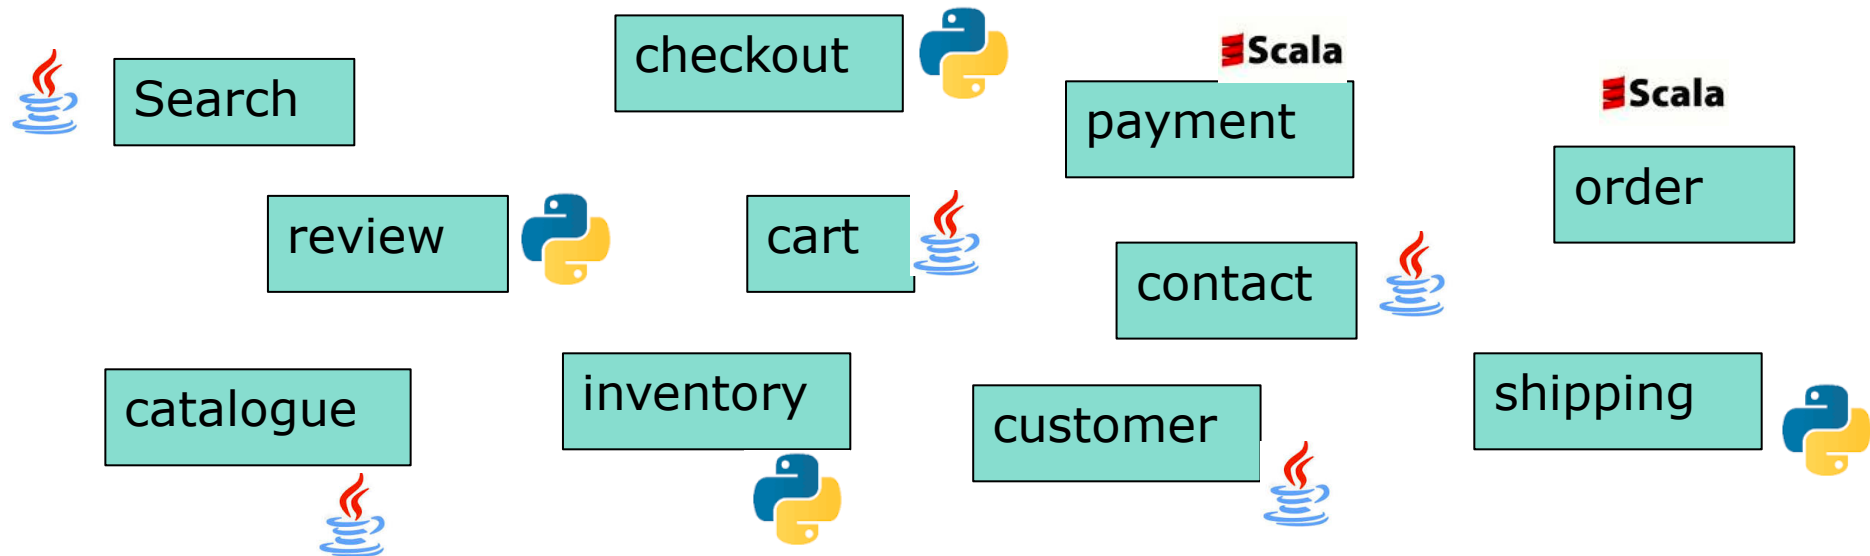 Search
checkout
Scala
payment
Scala
order
review
cart
contact
catalogue
inventory
customer
shipping